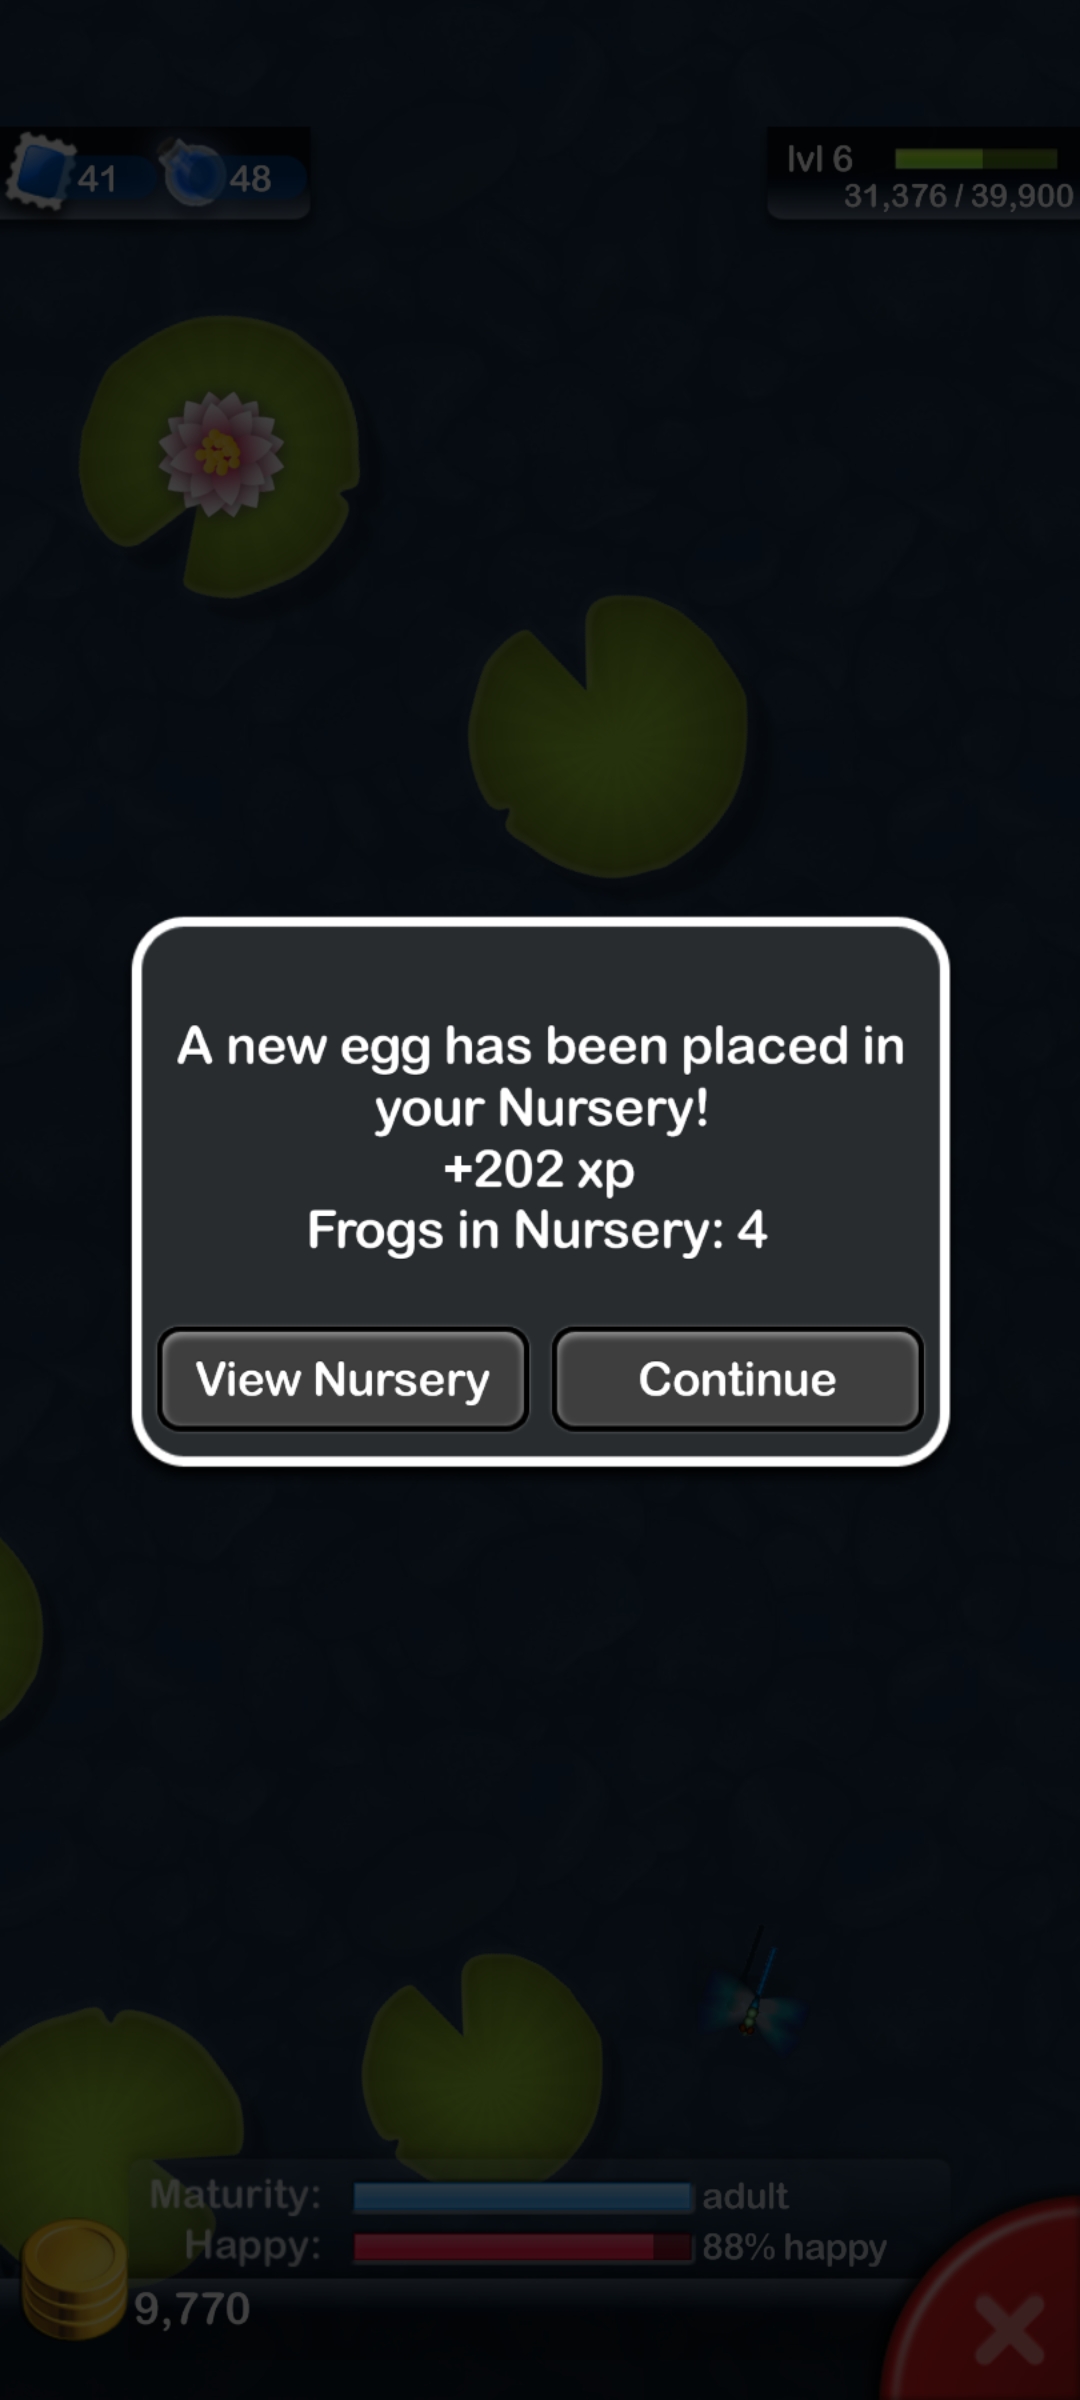 41
48
lvl 6
31,376 / 39,900
A new egg has been placed in
your Nursery!
+202 xp
Frogs in Nursery: 4
View Nursery
Continue
Maturity: adult
Happy: 88% happy
9,770